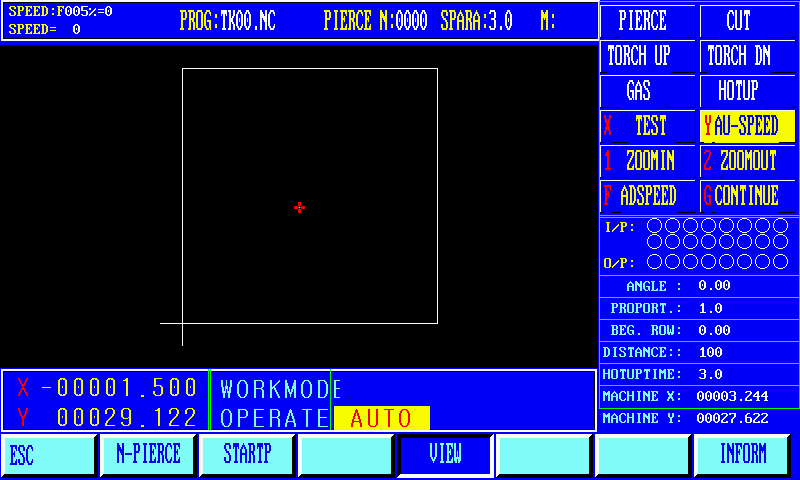 SPEED:F005%=0
SPEED= 0
PROG:TK00.NC PIERCE N:0000 SPARA:3.0 M:
PIERCE CUT
TORCH UP TORCH DN
GAS HOTUP
X TEST Y AU-SPEED
1 ZOOMIN 2 ZOOMOUT
F ADSPEED G CONTINUE
I/P:
O/P:
ANGLE : 0.00
PROPORT.: 1.0
BEG. ROW: 0.00
DISTANCE:: 100
HOTUPTIME: 3.0
MACHINE X: 00003.244
MACHINE Y: 00027.622
X -00001.500 WORKMODE
Y 00029.122 OPERATE AUTO
ESC N-PIERCE STARTP VIEW INFORM